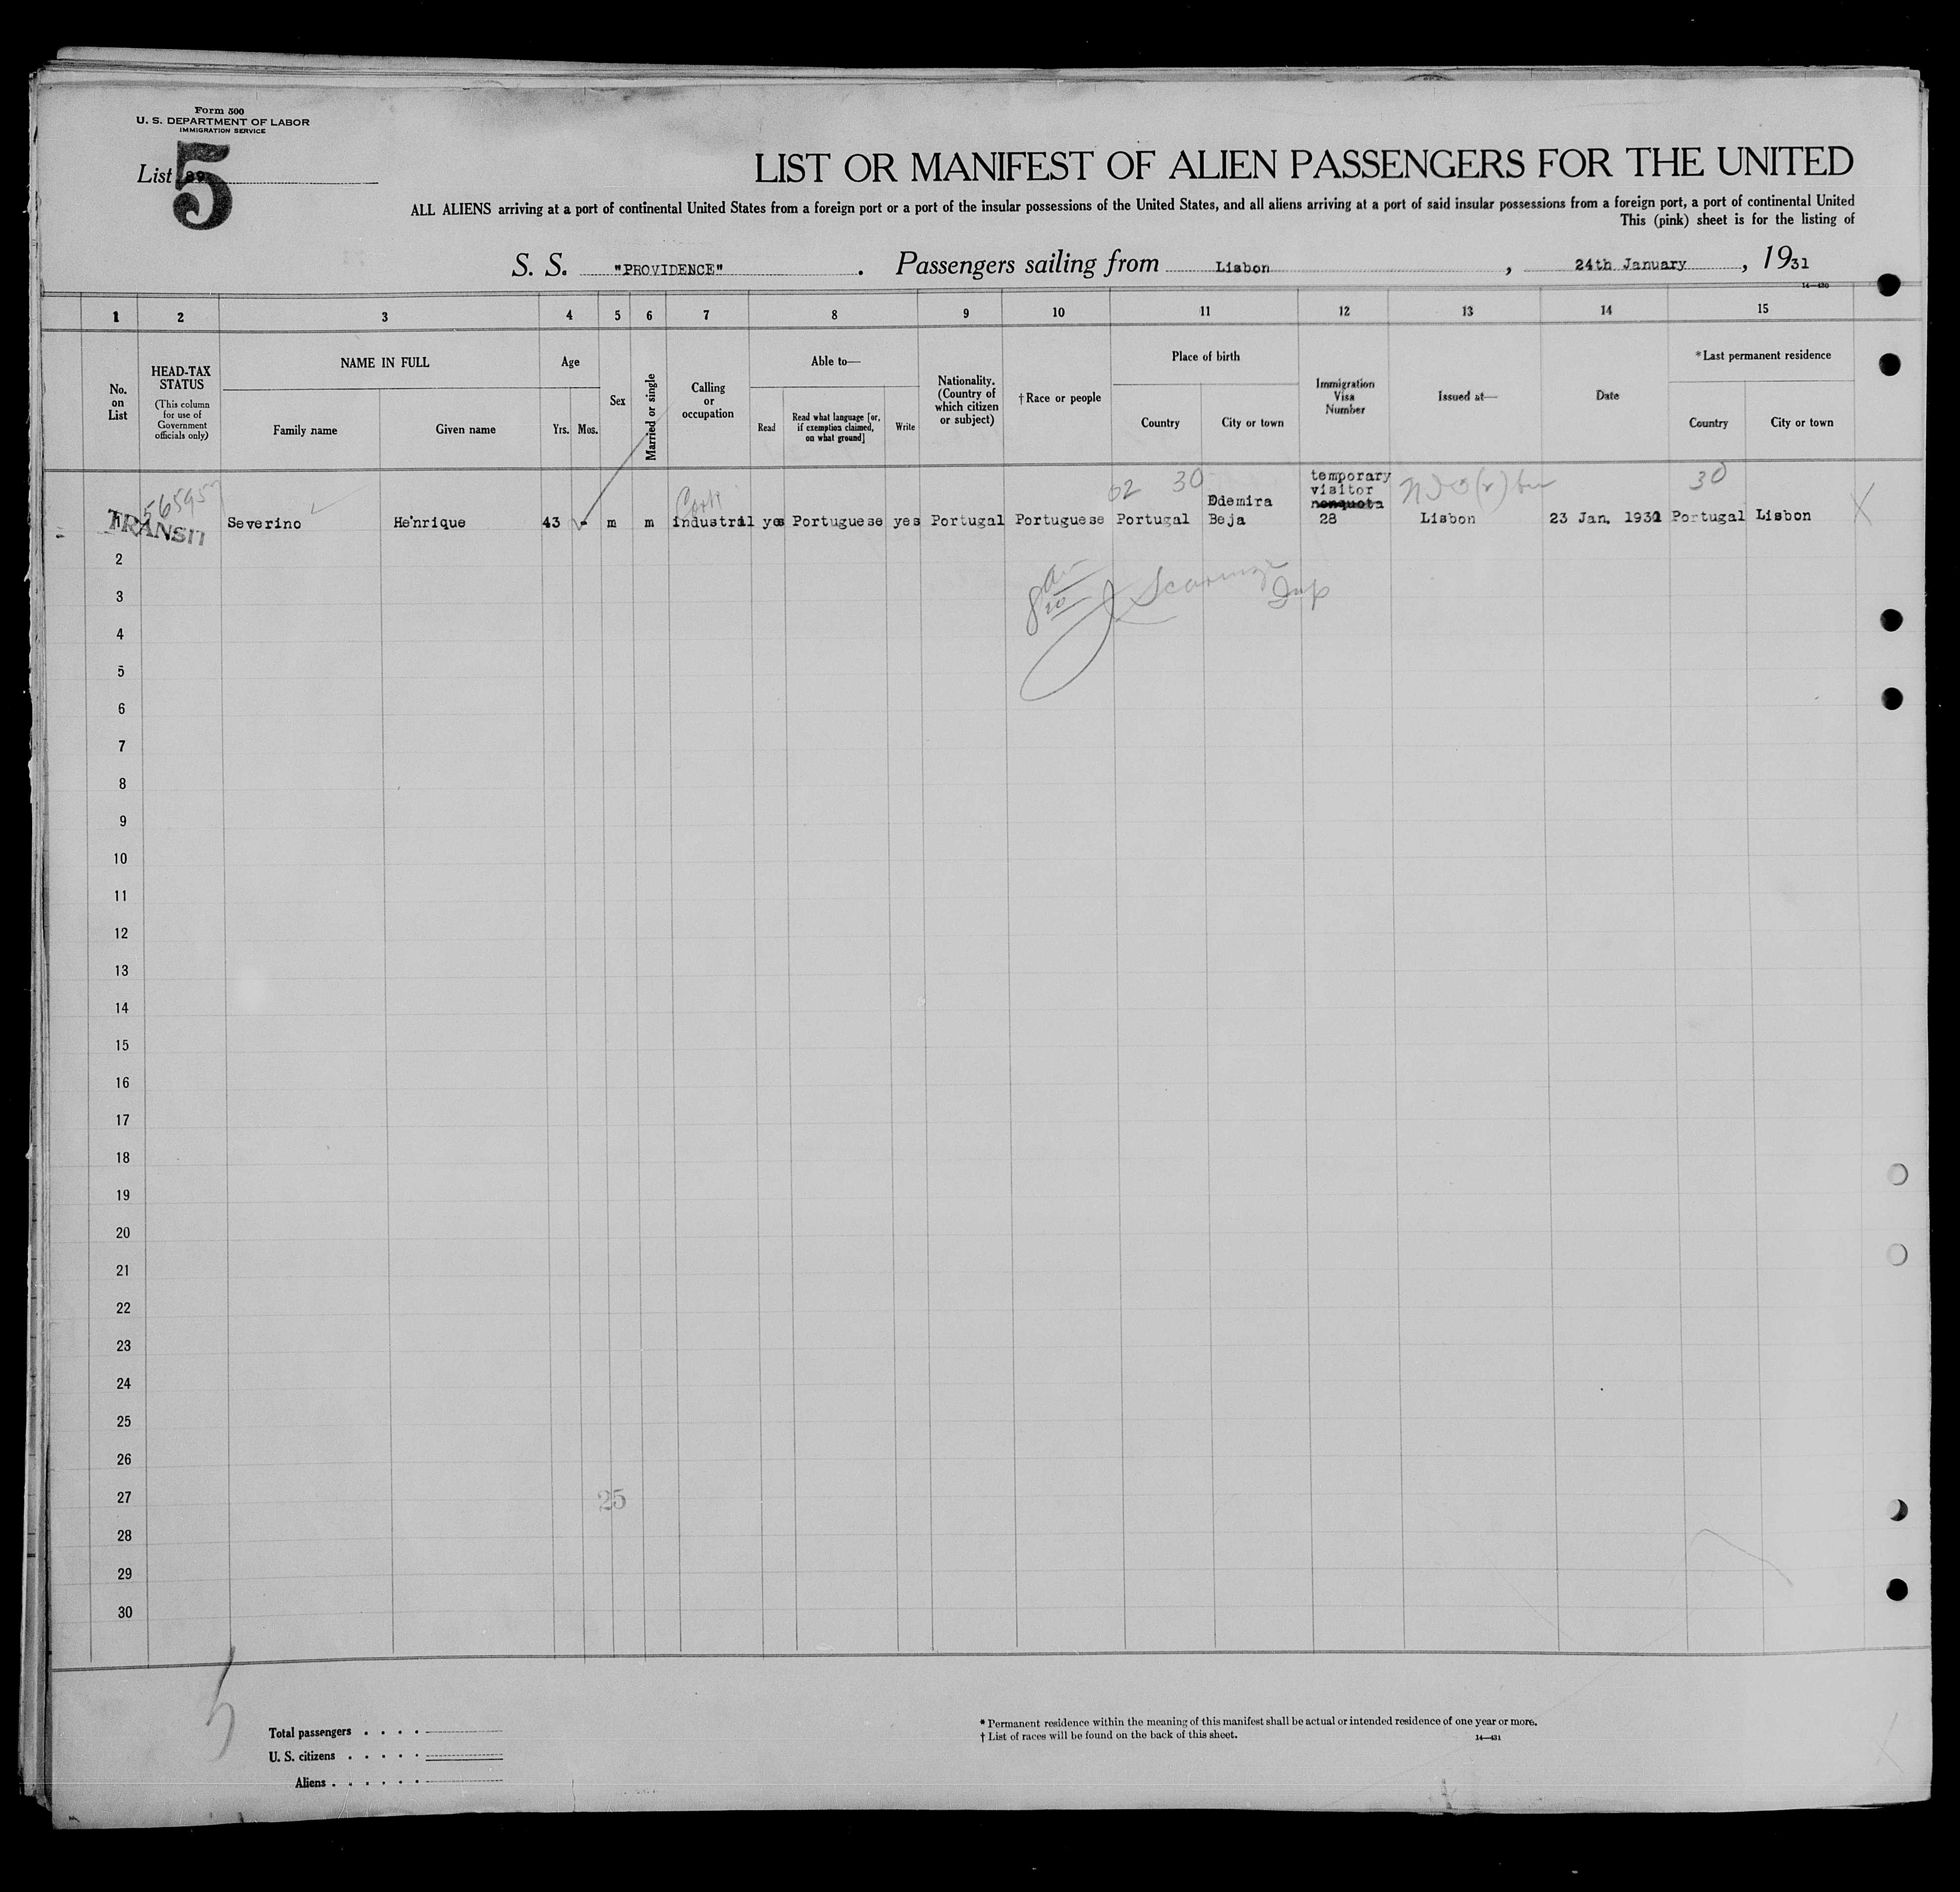 Form 500
U. S. DEPARTMENT OF LABOR
IMMIGRATION SERVICE
List 5
LIST OR MANIFEST OF ALIEN PASSENGERS FOR THE UNITED
ALL ALIENS arriving at a port of continental United States from a foreign port or a port of the insular possessions of the United States, and all aliens arriving at a port of said insular possessions from a foreign port, a port of continental United
This (pink) sheet is for the listing of
S. S. "PROVIDENCE" . Passengers sailing from Lisbon , 24th January , 1931
14—430
1 2 3 4 5 6 7 8 9 10 11 12 13 14 15
No. on List
HEAD-TAX STATUS
(This column for use of Government officials only)
NAME IN FULL
Family name
Given name
Age
Yrs.
Mos.
Sex
Married or single
Calling or occupation
Able to—
Read
Read what language [or, if exemption claimed, on what ground]
Write
Nationality. (Country of which citizen or subject)
†Race or people
Place of birth
Country
City or town
Immigration Visa Number
Issued at—
Date
*Last permanent residence
Country
City or town
02 30 temporary 30
565957 visitor
Odemira nonquota
TRANSIT Severino Henrique 43 - m m industrial yes Portuguese yes Portugal Portuguese Portugal Beja 28 Lisbon 23 Jan. 1931 Portugal Lisbon X
2
3
4
5
6
7
8
9
10
11
12
13
14
15
16
17
18
19
20
21
22
23
24
25
26
27
25
28
29
30
Total passengers . . . .
U. S. citizens . . . . .
Aliens . . . . . .
* Permanent residence within the meaning of this manifest shall be actual or intended residence of one year or more.
† List of races will be found on the back of this sheet.
14—431